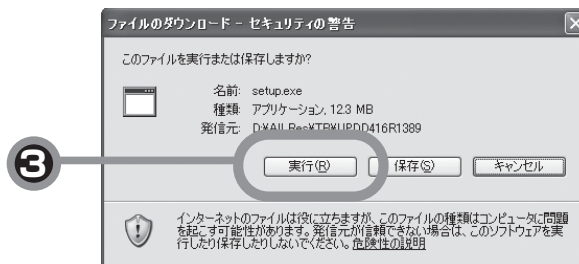 ファイルのダウンロード - セキュリティの警告
このファイルを実行または保存しますか?
名前: setup.exe
種類: アプリケーション, 12.3 MB
発信元: D:¥All Rec¥TP¥UPDD416R1389
3
実行(R) 保存(S) キャンセル
インターネットのファイルは役に立ちますが、このファイルの種類はコンピュータに問題
を起こす可能性があります。発信元が信頼できない場合は、このソフトウェアを実
行したり保存したりしないでください。危険性の説明